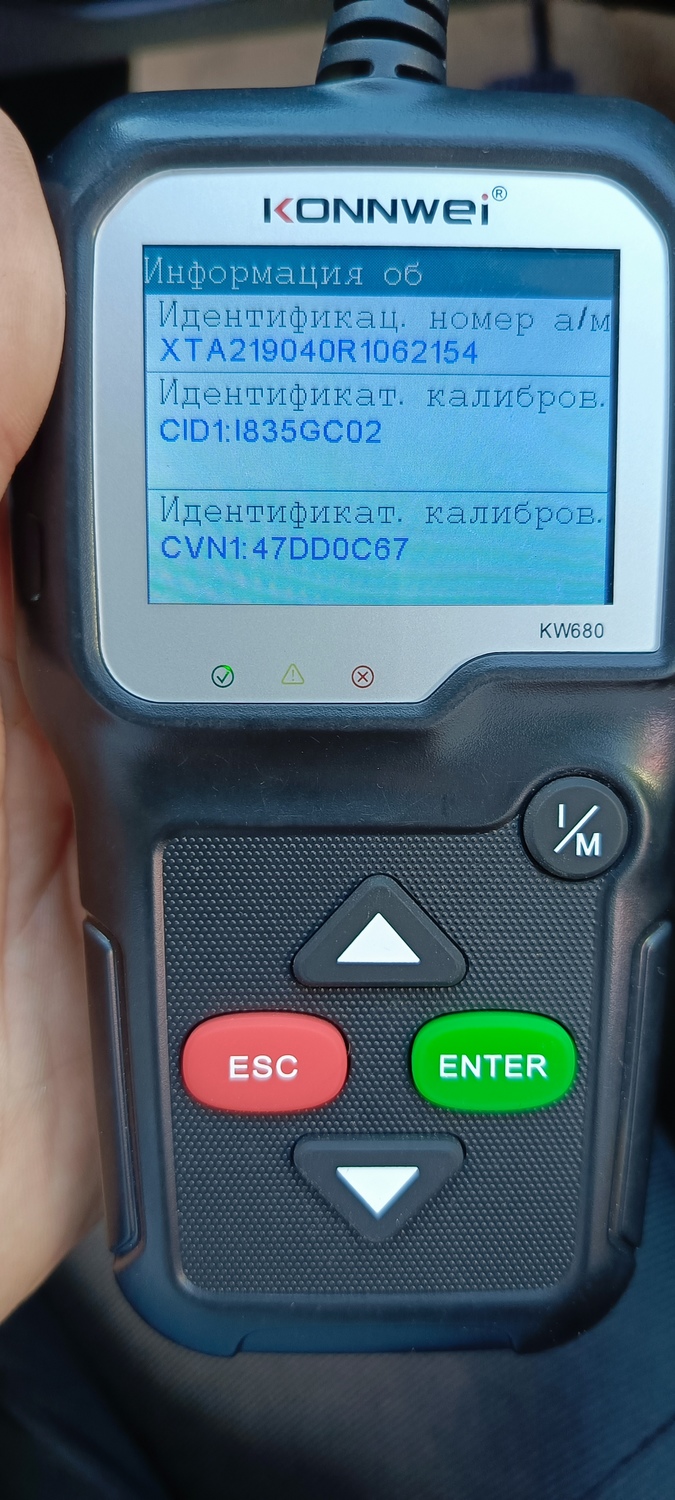 KONNWEI®
Информация об
Идентификац. номер а/м
XTA219040R1062154
Идентификат. калибров.
CID1:I835GC02
Идентификат. калибров.
CVN1:47DD0C67
KW680
I/M
ESC
ENTER